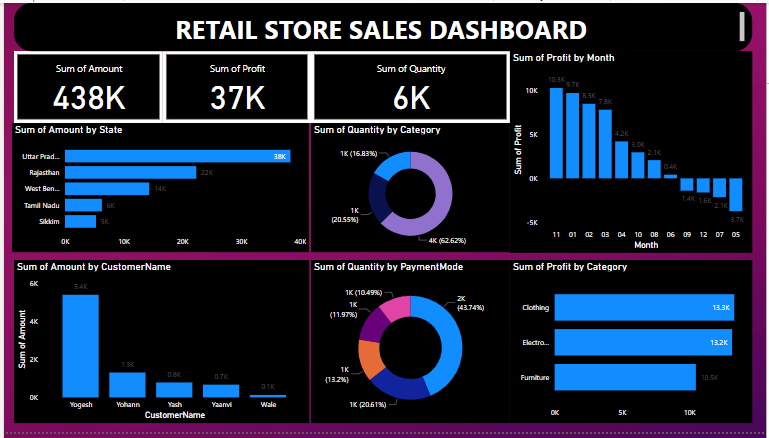 RETAIL STORE SALES DASHBOARD
Sum of Amount
438K
Sum of Profit
37K
Sum of Quantity
6K
Sum of Profit by Month
10K
5K
0K
-5K
Sum of Profit
10.3K
9.7K
8.5K
7.8K
4.2K
3.0K
2.1K
0.4K
1.4K
1.6K
2.1K
3.7K
11 01 02 03 04 10 08 06 09 12 07 05
Month
Sum of Amount by State
Uttar Prad... 38K
Rajasthan 22K
West Ben... 14K
Tamil Nadu 6K
Sikkim 5K
0K 10K 20K 30K 40K
Sum of Quantity by Category
1K (16.83%)
1K
(20.55%)
4K (62.62%)
Sum of Amount by CustomerName
6K
4K
2K
0K
Sum of Amount
5.4K
1.3K
0.8K
0.7K
0.1K
Yogesh Yohann Yash Yaanvi Wale
CustomerName
Sum of Quantity by PaymentMode
1K (10.49%)
1K
(11.97%)
1K
(13.2%)
1K (20.61%)
2K
(43.74%)
Sum of Profit by Category
Clothing 13.3K
Electro... 13.2K
Furniture 10.5K
0K 5K 10K